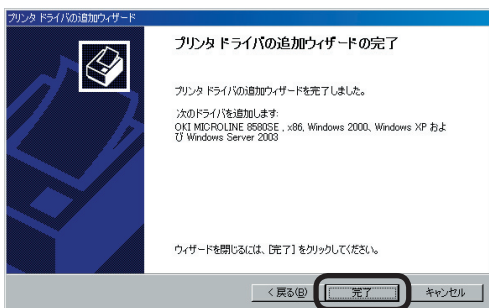 プリンタ ドライバの追加ウィザード
プリンタ ドライバの追加ウィザードの完了
プリンタ ドライバの追加ウィザードを完了しました。
次のドライバを追加します:
OKI MICROLINE 8580SE , x86, Windows 2000、Windows XP およ
び Windows Server 2003
ウィザードを閉じるには、[完了] をクリックしてください。
< 戻る(B)
完了
キャンセル